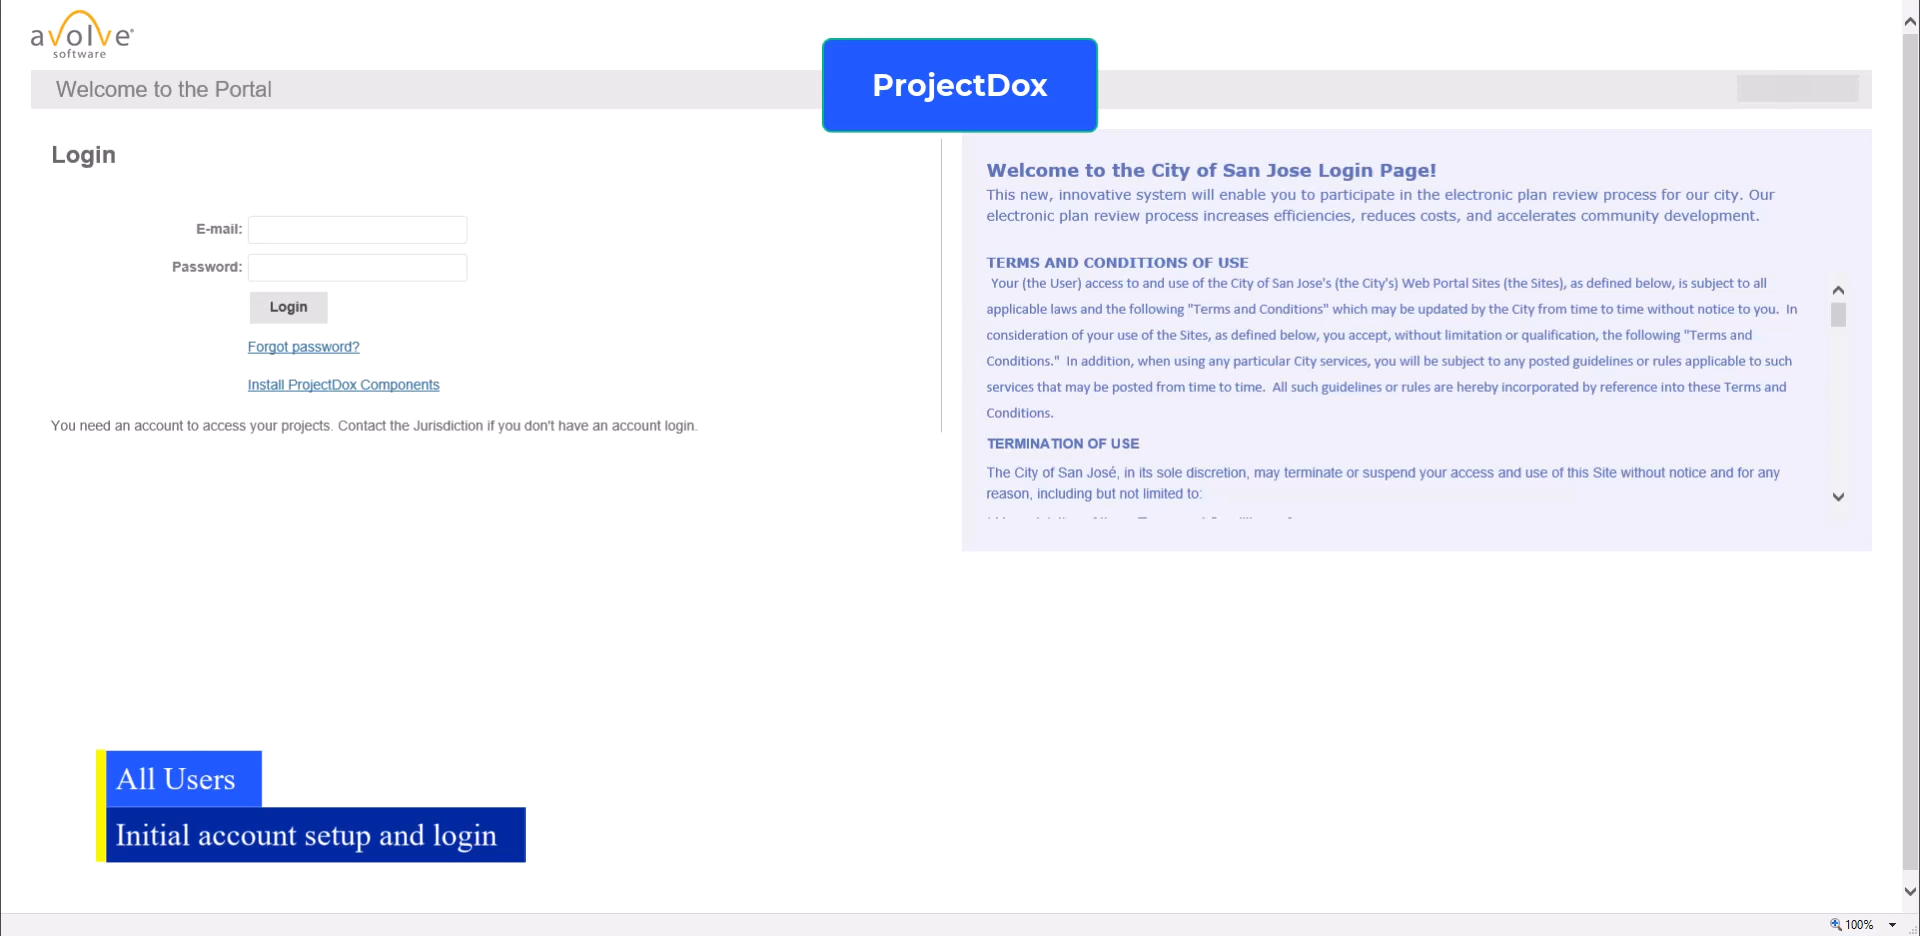 avolve
software
ProjectDox
Welcome to the Portal
Login
E-mail:
Password:
Login
Forgot password?
Install ProjectDox Components
You need an account to access your projects. Contact the Jurisdiction if you don't have an account login.
Welcome to the City of San Jose Login Page!
This new, innovative system will enable you to participate in the electronic plan review process for our city. Our
electronic plan review process increases efficiencies, reduces costs, and accelerates community development.
TERMS AND CONDITIONS OF USE
Your (the User) access to and use of the City of San Jose's (the City's) Web Portal Sites (the Sites), as defined below, is subject to all
applicable laws and the following "Terms and Conditions" which may be updated by the City from time to time without notice to you. In
consideration of your use of the Sites, as defined below, you accept, without limitation or qualification, the following "Terms and
Conditions." In addition, when using any particular City services, you will be subject to any posted guidelines or rules applicable to such
services that may be posted from time to time. All such guidelines or rules are hereby incorporated by reference into these Terms and
Conditions.
TERMINATION OF USE
The City of San José, in its sole discretion, may terminate or suspend your access and use of this Site without notice and for any
reason, including but not limited to:
All Users
Initial account setup and login
100%